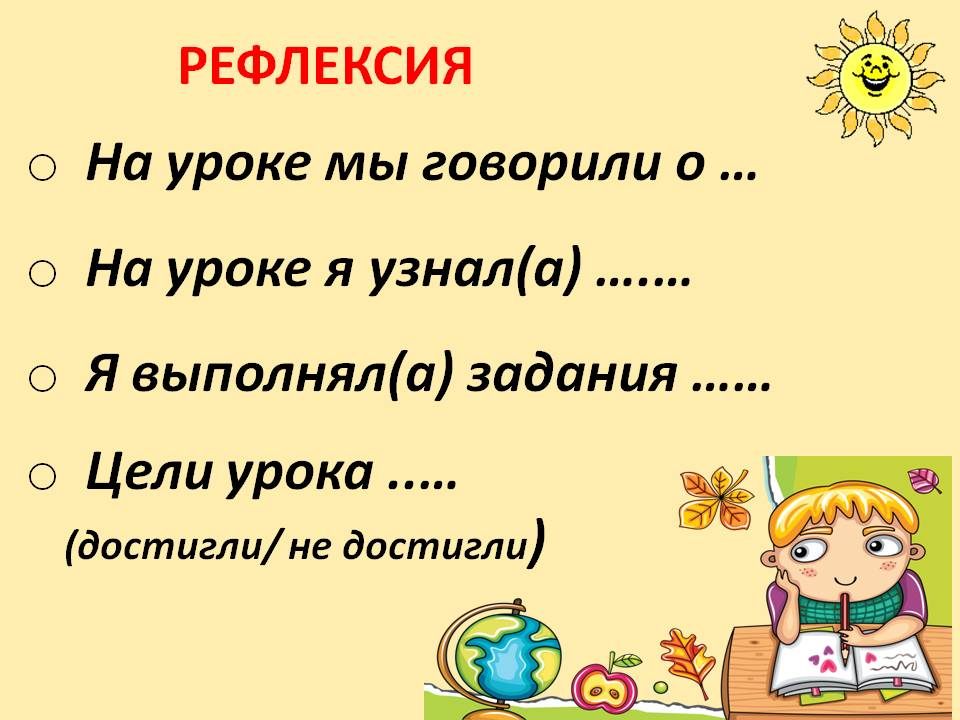 РЕФЛЕКСИЯ
o На уроке мы говорили о ...
o На уроке я узнал(а) ….…
o Я выполнял(а) задания ……
o Цели урока ..…
(достигли/ не достигли)